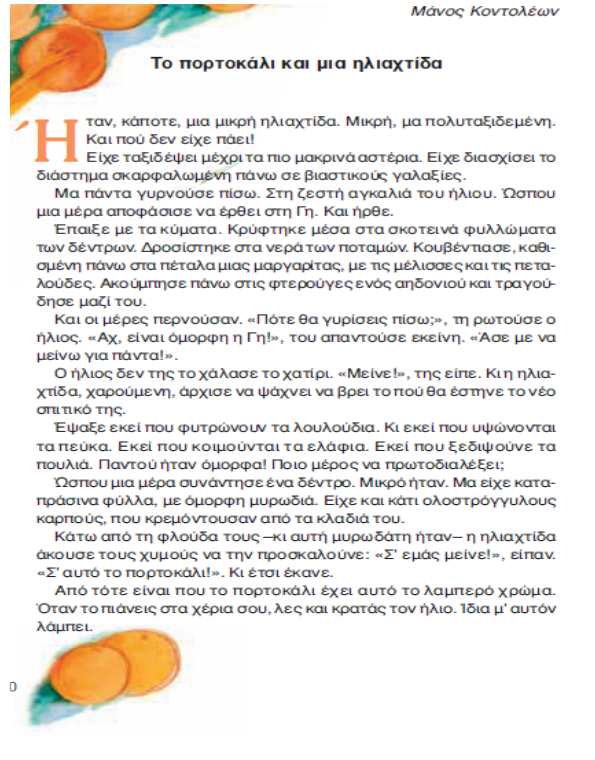 Μάνος Κοντολέων
Το πορτοκάλι και μια ηλιαχτίδα
Ήταν, κάποτε, μια μικρή ηλιαχτίδα. Μικρή, μα πολυταξιδεμένη.
Και πού δεν είχε πάει!
Είχε ταξιδέψει μέχρι τα πιο μακρινά αστέρια. Είχε διασχίσει το
διάστημα σκαρφαλωμένη πάνω σε βιαστικούς γαλαξίες.
Μα πάντα γυρνούσε πίσω. Στη ζεστή αγκαλιά του ήλιου. Ώσπου
μια μέρα αποφάσισε να έρθει στη Γη. Και ήρθε.
Έπαιξε με τα κύματα. Κρύφτηκε μέσα στα σκοτεινά φυλλώματα
των δέντρων. Δροσίστηκε στα νερά των ποταμών. Κουβέντιασε, καθι-
σμένη πάνω στα πέταλα μιας μαργαρίτας, με τις μέλισσες και τις πετα-
λούδες. Ακούμπησε πάνω στις φτερούγες ενός αηδονιού και τραγού-
δησε μαζί του.
Και οι μέρες περνούσαν. «Πότε θα γυρίσεις πίσω;», τη ρωτούσε ο
ήλιος. «Αχ, είναι όμορφη η Γη!», του απαντούσε εκείνη. «Άσε με να
μείνω για πάντα!».
Ο ήλιος δεν της το χάλασε το χατίρι. «Μείνε!», της είπε. Κι η ηλια-
χτίδα, χαρούμενη, άρχισε να ψάχνει να βρει το πού θα έστηνε το νέο
σπιτικό της.
Έψαξε εκεί που φυτρώνουν τα λουλούδια. Κι εκεί που υψώνονται
τα πεύκα. Εκεί που κοιμούνται τα ελάφια. Εκεί που ξεδιψούνε τα
πουλιά. Παντού ήταν όμορφα! Ποιο μέρος να πρωτοδιαλέξει;
Ώσπου μια μέρα συνάντησε ένα δέντρο. Μικρό ήταν. Μα είχε κατα-
πράσινα φύλλα, με όμορφη μυρωδιά. Είχε και κάτι ολοστρόγγυλους
καρπούς, που κρεμόντουσαν από τα κλαδιά του.
Κάτω από τη φλούδα τους –κι αυτή μυρωδάτη ήταν– η ηλιαχτίδα
άκουσε τους χυμούς να την προσκαλούνε: «Σ' εμάς μείνε!», είπαν.
«Σ' αυτό το πορτοκάλι!». Κι έτσι έκανε.
Από τότε είναι που το πορτοκάλι έχει αυτό το λαμπερό χρώμα.
Όταν το πιάνεις στα χέρια σου, λες και κρατάς τον ήλιο. Ίδια μ' αυτόν
λάμπει.
0